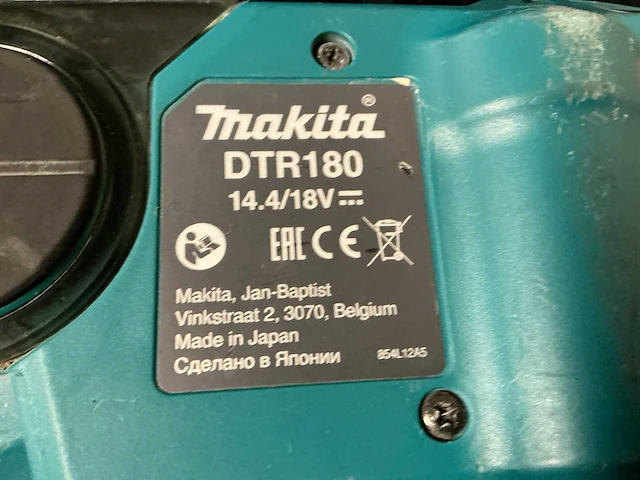 Makita®
DTR180
14.4/18V
EAC CE
Makita, Jan-Baptist
Vinkstraat 2, 3070, Belgium
Made in Japan
Сделано в Японии 854L12A5